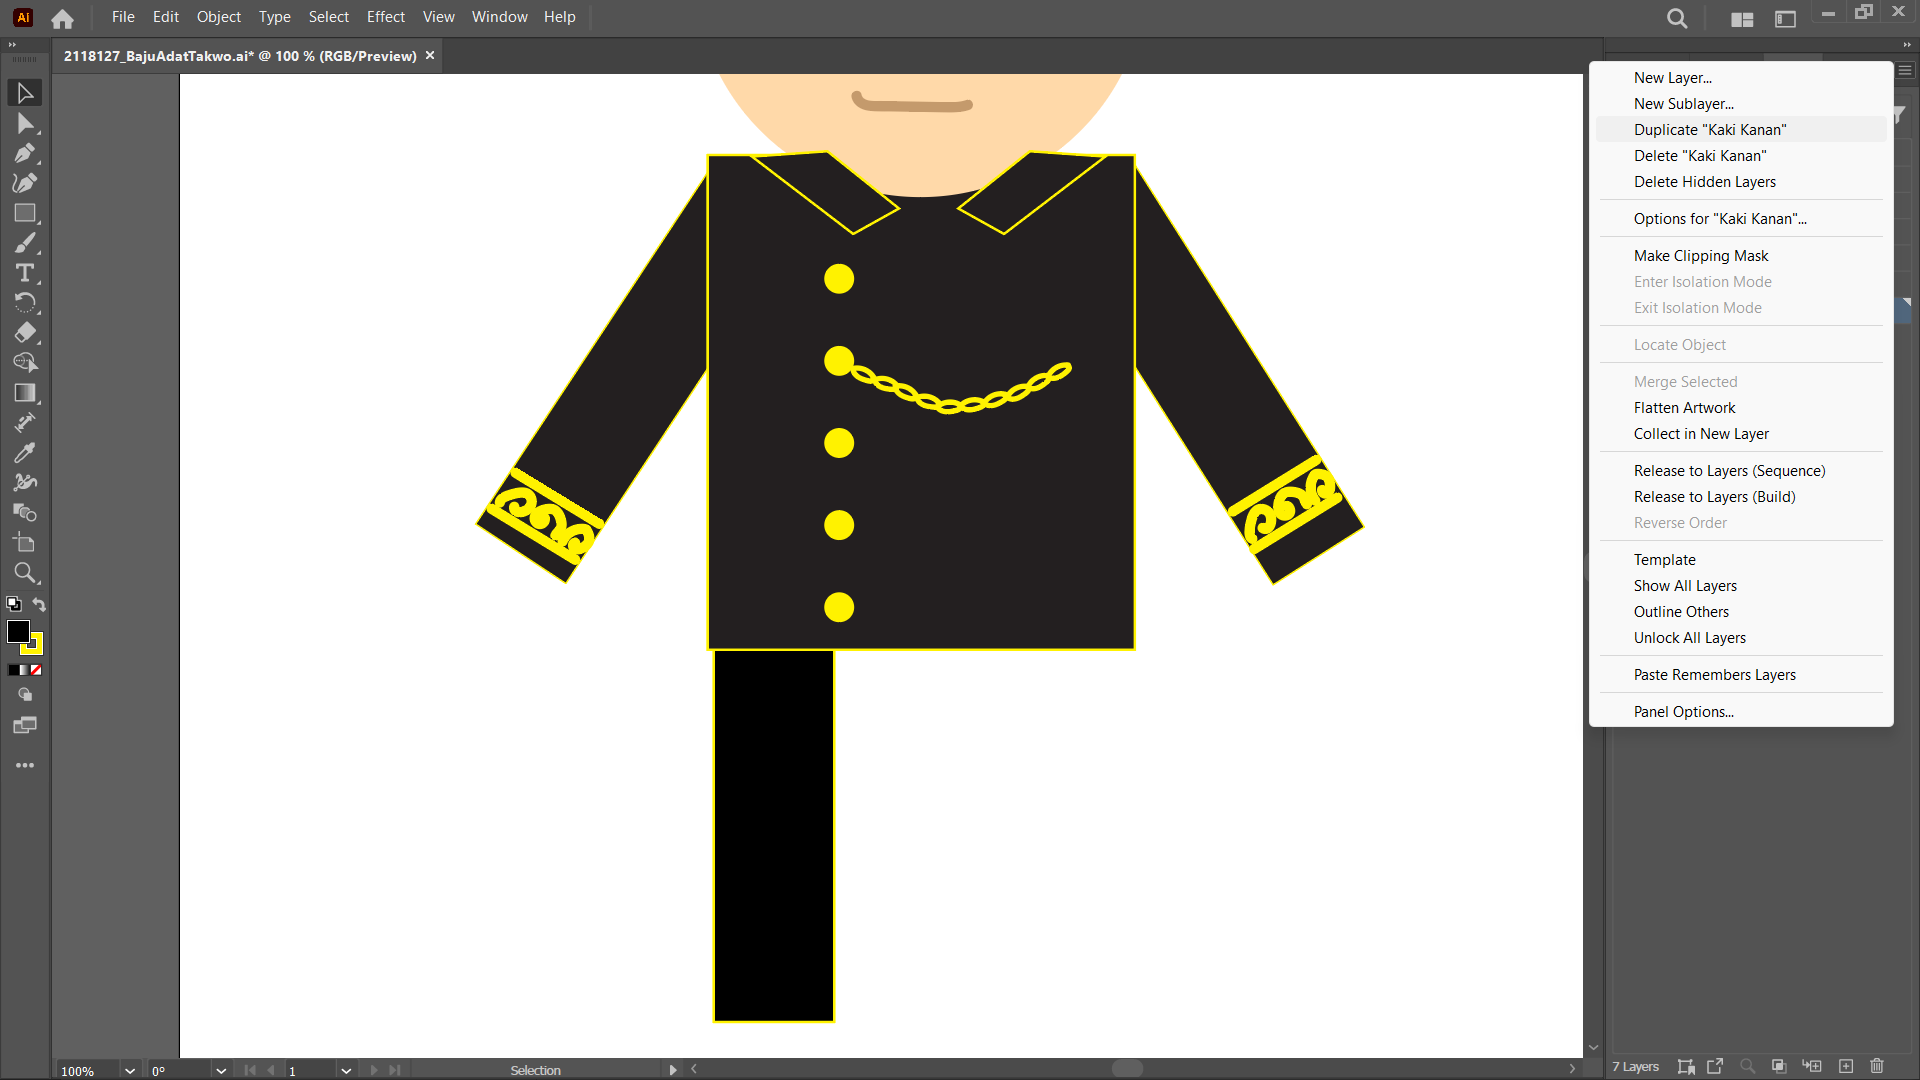 Ai File Edit Object Type Select Effect View Window Help
2118127_BajuAdatTakwo.ai* @ 100 % (RGB/Preview) ×
New Layer...
New Sublayer...
Duplicate "Kaki Kanan"
Delete "Kaki Kanan"
Delete Hidden Layers
Options for "Kaki Kanan"...
Make Clipping Mask
Enter Isolation Mode
Exit Isolation Mode
Locate Object
Merge Selected
Flatten Artwork
Collect in New Layer
Release to Layers (Sequence)
Release to Layers (Build)
Reverse Order
Template
Show All Layers
Outline Others
Unlock All Layers
Paste Remembers Layers
Panel Options...
100% 0° 1 Selection 7 Layers